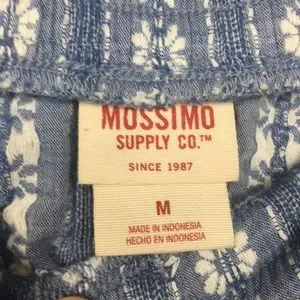 MOSSIMO
SUPPLY CO.™
SINCE 1987
M
MADE IN INDONESIA
HECHO EN INDONESIA